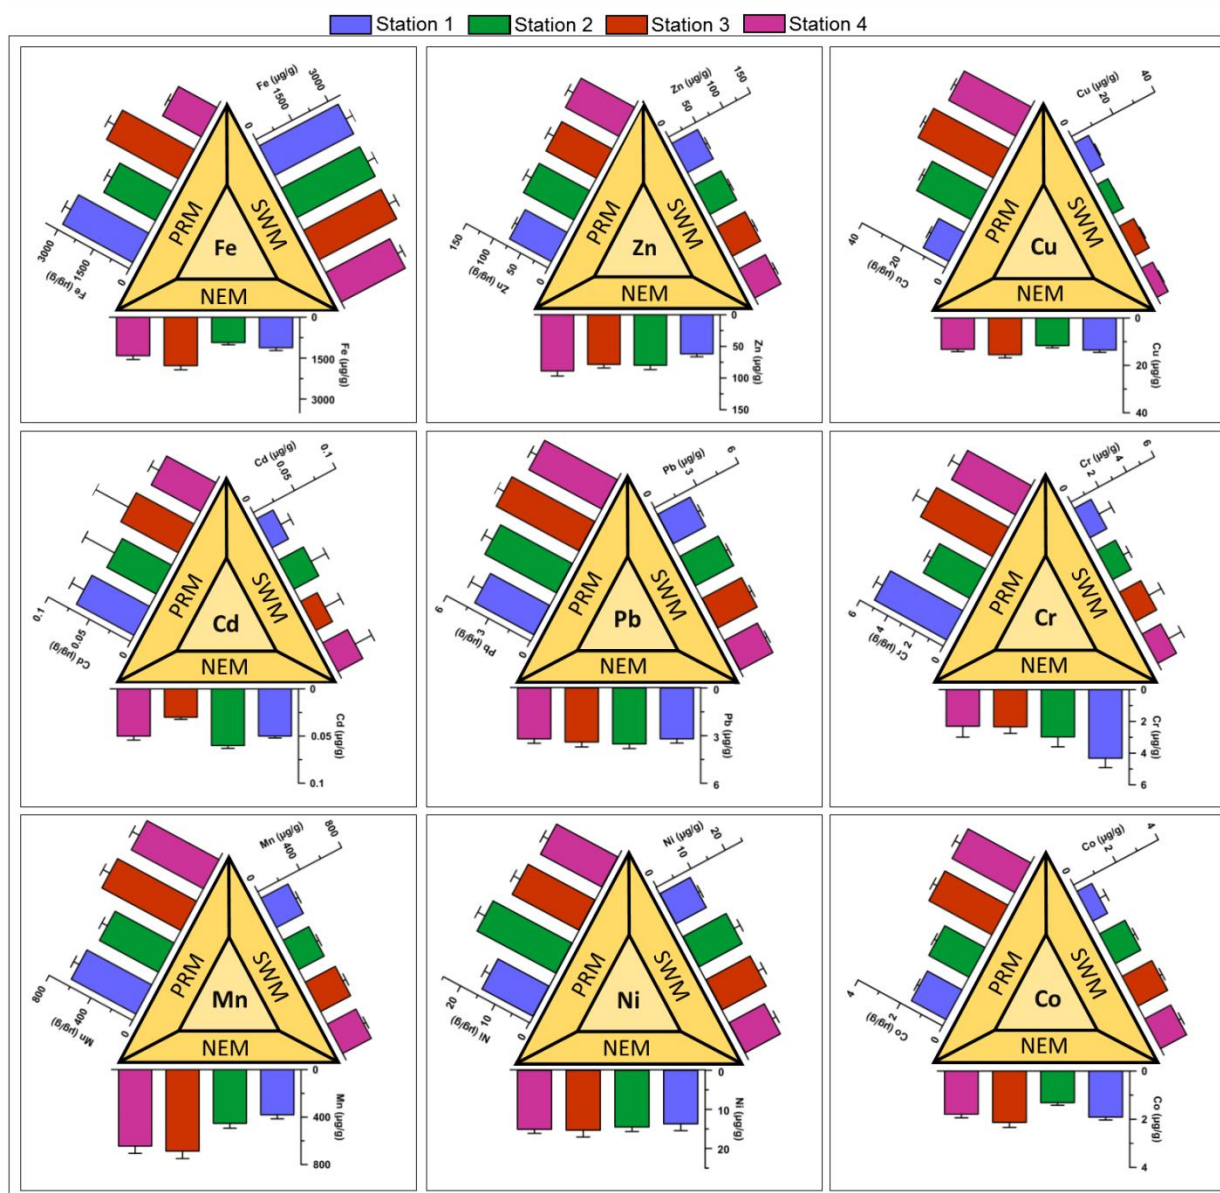 Station 1 Station 2 Station 3 Station 4
Fe (µg/g)
0 1500 3000
PRM SWM
Fe
NEM
3000 1500 0
Fe (µg/g)
0
1500
3000
Fe (µg/g)
Zn (µg/g)
0 50 100 150
PRM SWM
Zn
NEM
150 100 50 0
Zn (µg/g)
0
50
100
150
Zn (µg/g)
Cu (µg/g)
0 20 40
PRM SWM
Cu
NEM
40 20 0
Cu (µg/g)
0
20
40
Cu (µg/g)
Cd (µg/g)
0 0.05 0.1
PRM SWM
Cd
NEM
0.1 0.05 0
Cd (µg/g)
0
0.05
0.1
Cd (µg/g)
Pb (µg/g)
0 3 6
PRM SWM
Pb
NEM
6 3 0
Pb (µg/g)
0
3
6
Pb (µg/g)
Cr (µg/g)
0 2 4 6
PRM SWM
Cr
NEM
6 4 2 0
Cr (µg/g)
0
2
4
6
Cr (µg/g)
Mn (µg/g)
0 400 800
PRM SWM
Mn
NEM
800 400 0
Mn (µg/g)
0
400
800
Mn (µg/g)
Ni (µg/g)
0 10 20
PRM SWM
Ni
NEM
20 10 0
Ni (µg/g)
0
10
20
Ni (µg/g)
Co (µg/g)
0 2 4
PRM SWM
Co
NEM
4 2 0
Co (µg/g)
0
2
4
Co (µg/g)